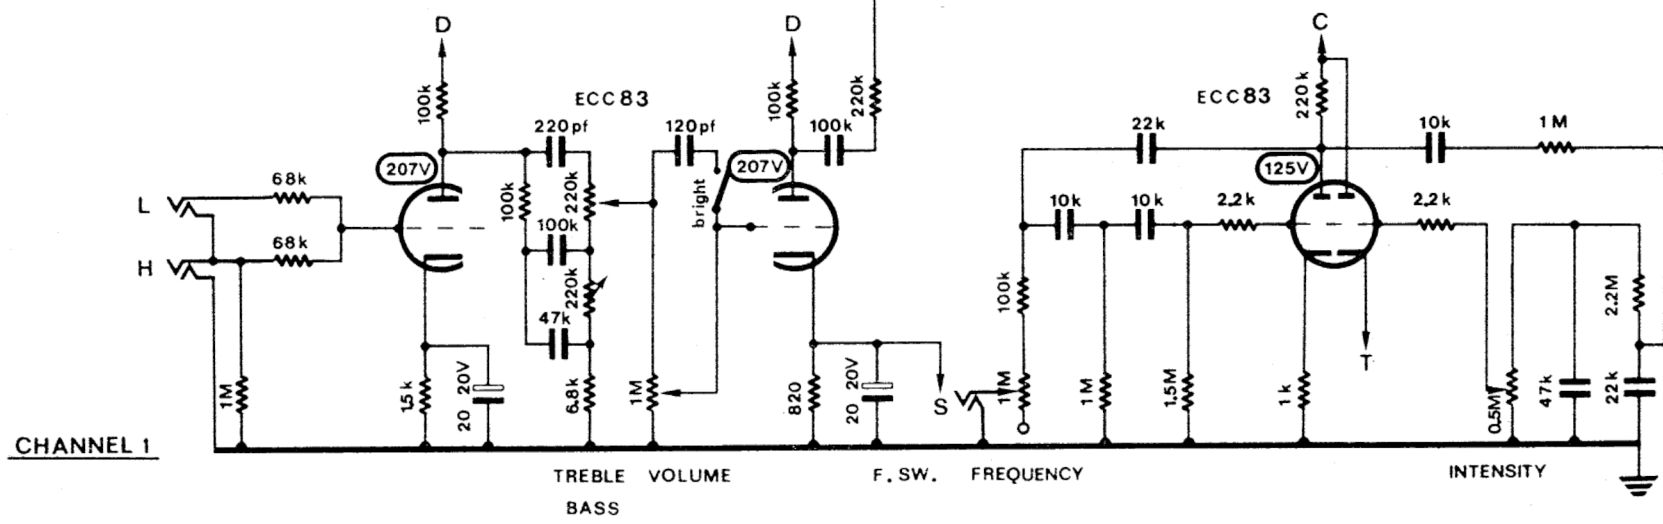 D
D
C
100k
ECC83
100k
220k
ECC83
220k
220pf
120pf
100k
22k
10k
1M
207V
207V
125V
68k
L
100k
220k
bright
10k
10k
2.2k
2.2k
68k
H
100k
220k
100k
2.2M
47k
T
1M
1.5k
20 20V
6.8k
1M
820
20 20V
S
1M
1M
1.5M
1k
0.5M
47k
22k
CHANNEL 1
TREBLE VOLUME
F. SW. FREQUENCY
INTENSITY
BASS